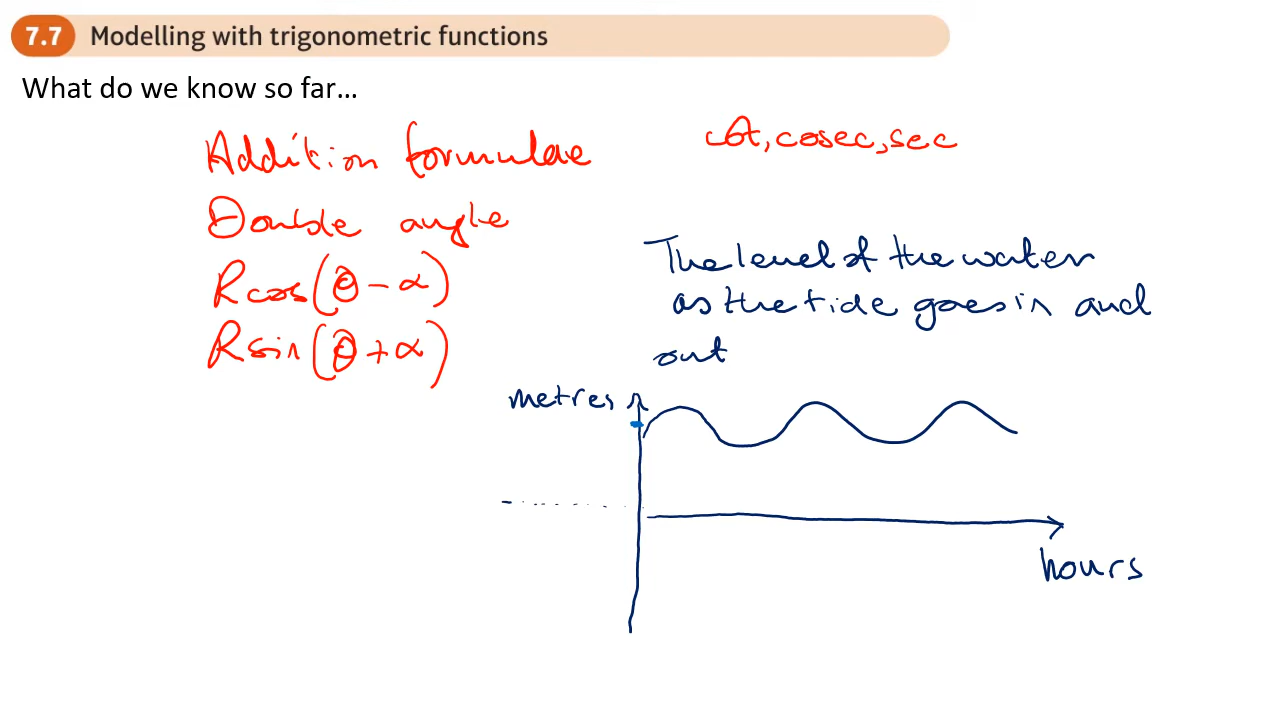 7.7 Modelling with trigonometric functions
What do we know so far...
Addition formulae
cot, cosec, sec
Double angle
Rcos(θ-α)
Rsin(θ+α)
The level of the water
as the tide goes in and
out
metres
hours